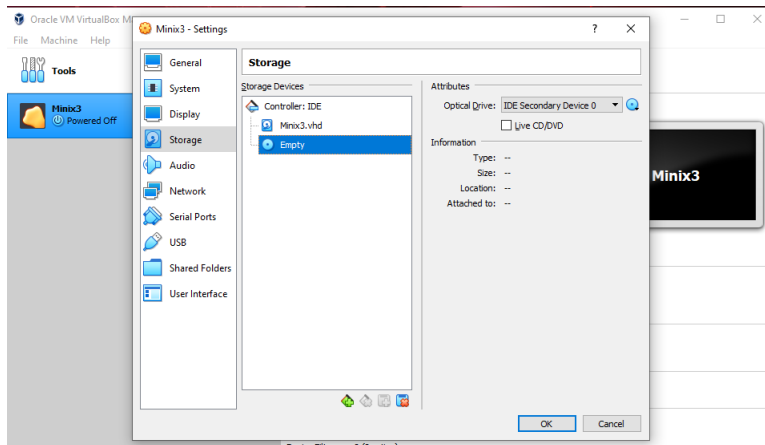 Oracle VM VirtualBox M
File Machine Help
Tools
Minix3
Powered Off
Minix3 - Settings
? ×
General
System
Display
Storage
Audio
Network
Serial Ports
USB
Shared Folders
User Interface
Storage
Storage Devices
Controller: IDE
Minix3.vhd
Empty
Attributes
Optical Drive: IDE Secondary Device 0
Live CD/DVD
Information
Type: --
Size: --
Location: --
Attached to: --
OK Cancel
Minix3